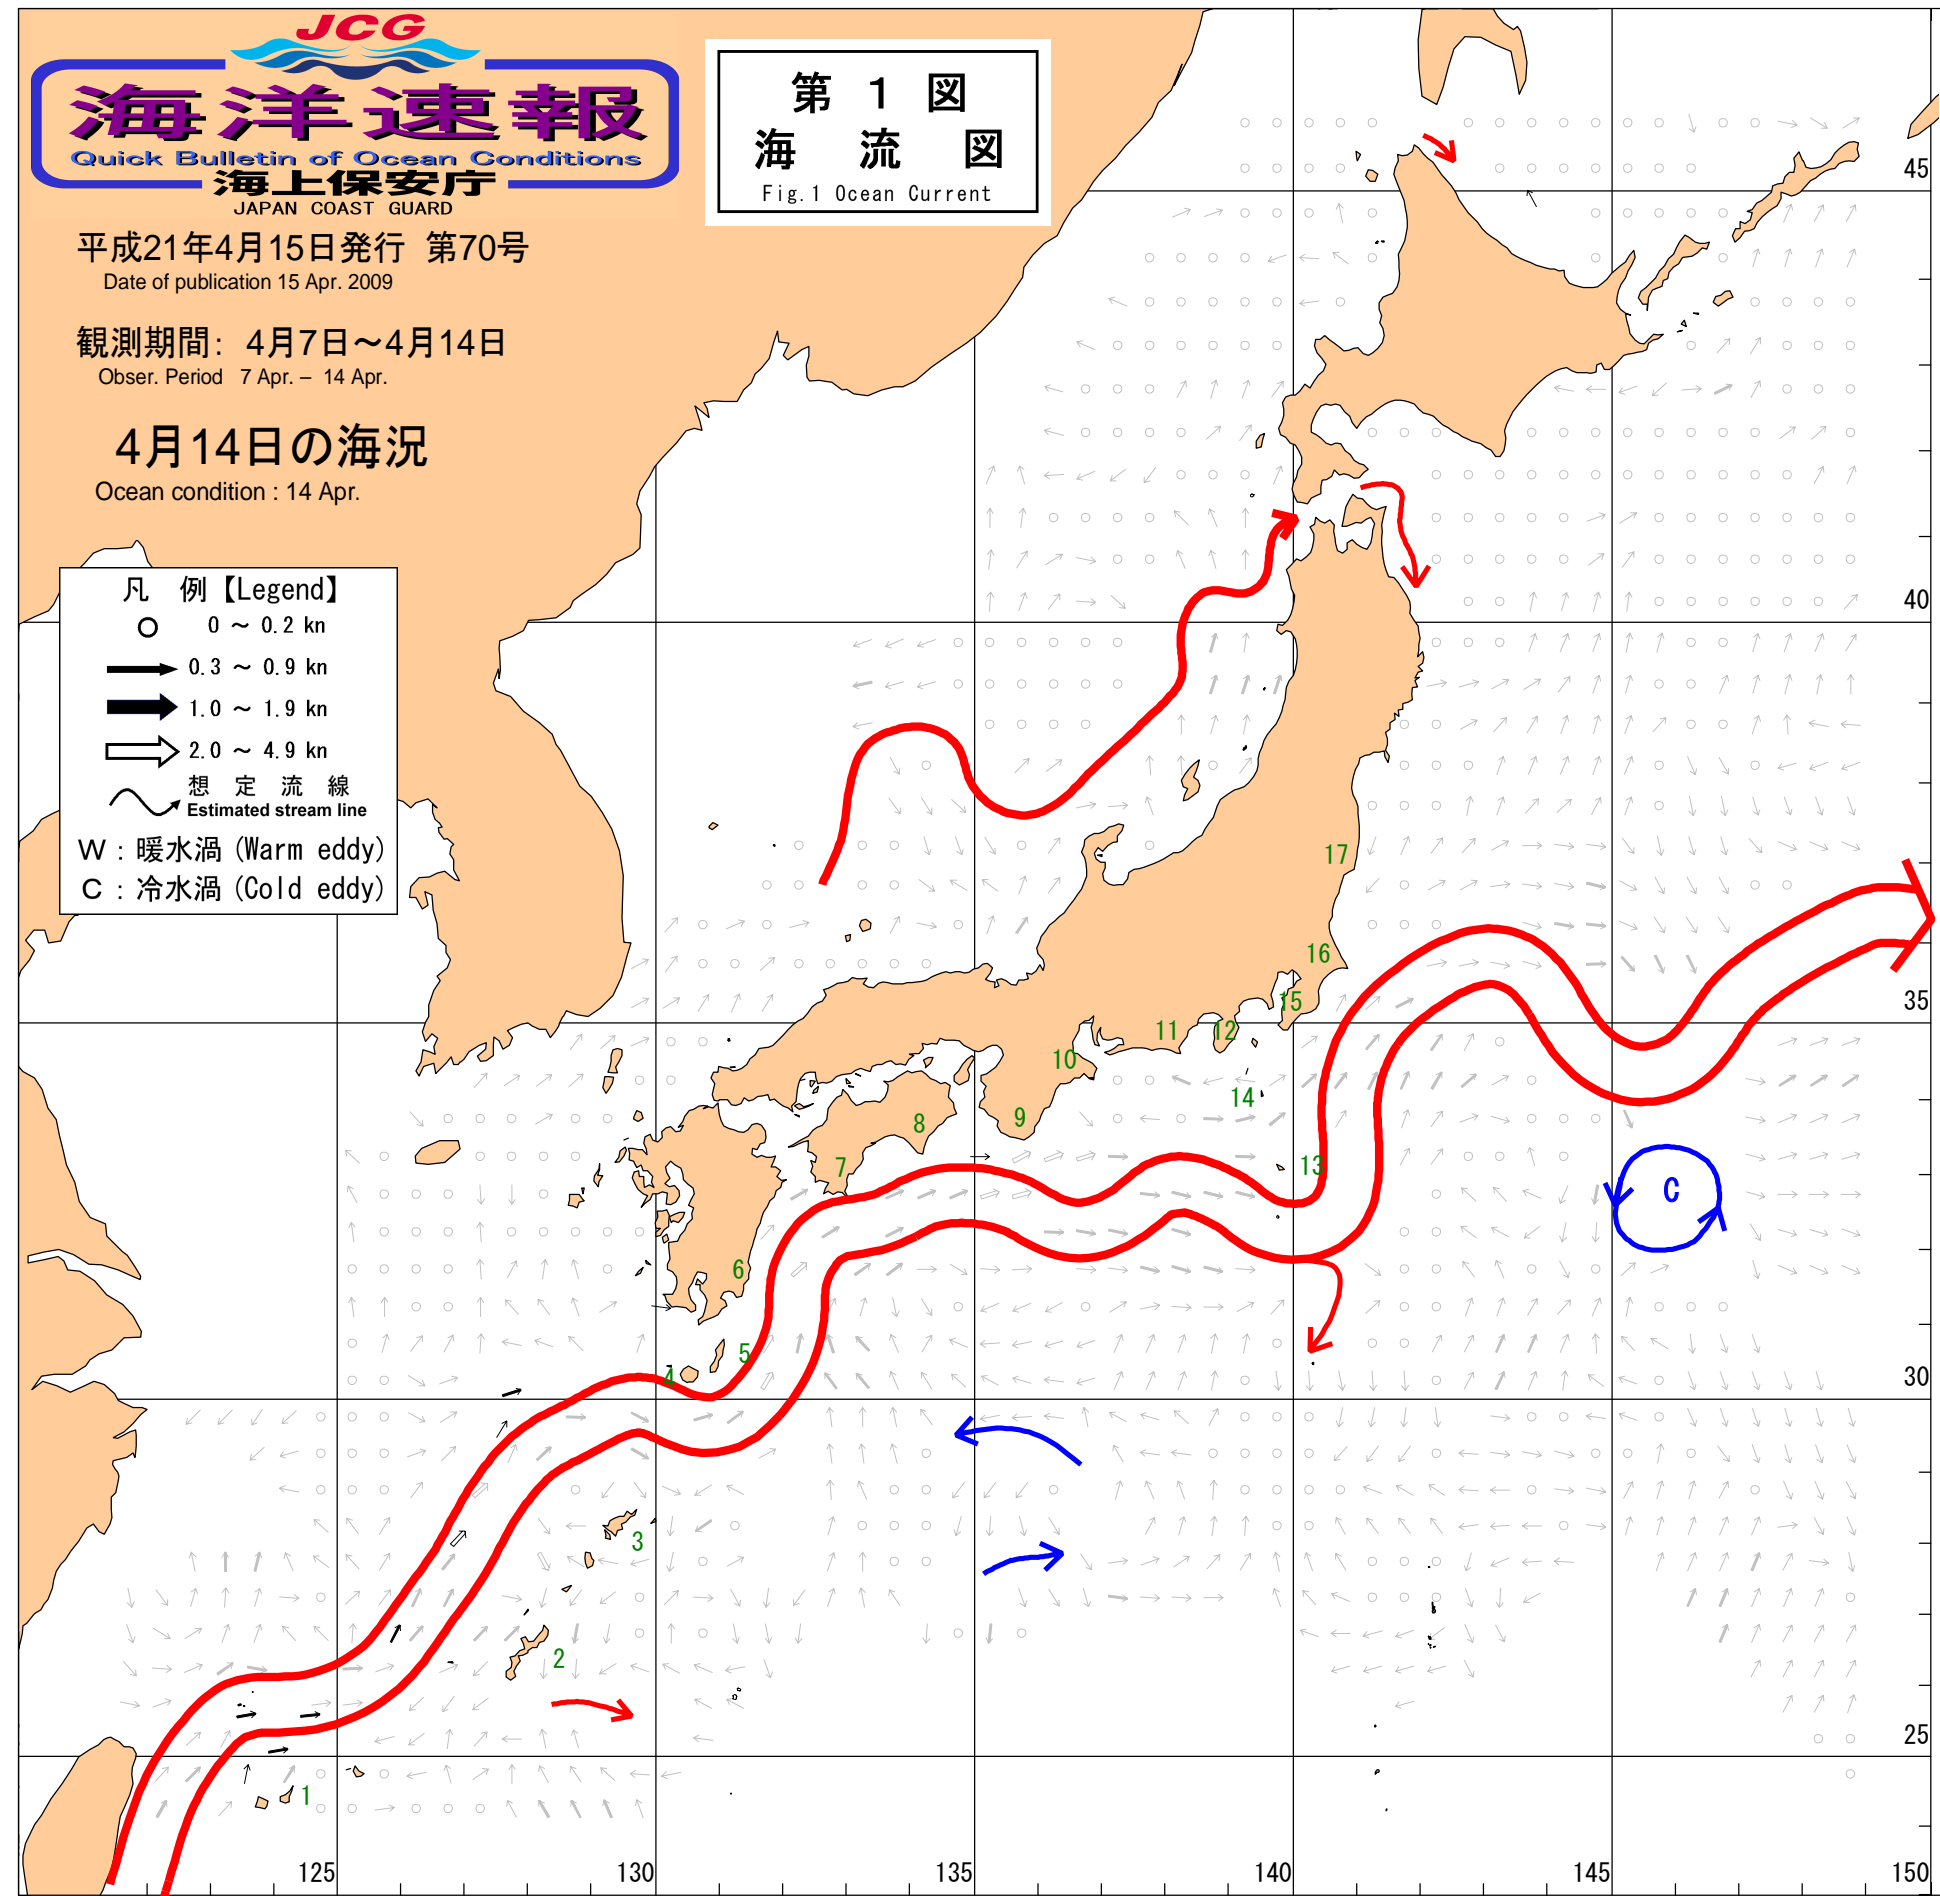 JCG
海洋速報
Quick Bulletin of Ocean Conditions
海上保安庁
JAPAN COAST GUARD
平成21年4月15日発行 第70号
Date of publication 15 Apr. 2009
観測期間: 4月7日～4月14日
Obser. Period 7 Apr. – 14 Apr.
4月14日の海況
Ocean condition : 14 Apr.
第 1 図
海 流 図
Fig.1 Ocean Current
凡 例【Legend】
0 ～ 0.2 kn
0.3 ～ 0.9 kn
1.0 ～ 1.9 kn
2.0 ～ 4.9 kn
想 定 流 線
Estimated stream line
W : 暖水渦 (Warm eddy)
C : 冷水渦 (Cold eddy)
45
40
17
16
35
15
12
11
10
14
9
8
7
13
C
6
5
4
30
3
2
25
1
125
130
135
140
145
150